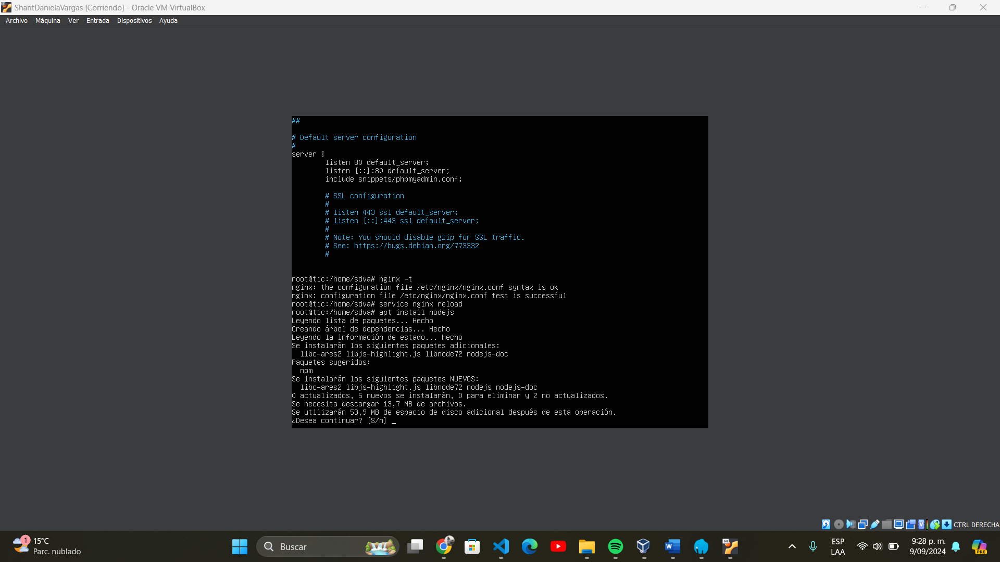 SharitDanielaVargas [Corriendo] - Oracle VM VirtualBox
Archivo Máquina Ver Entrada Dispositivos Ayuda
##
# Default server configuration
#
server {
listen 80 default_server;
listen [::]:80 default_server;
include snippets/phpmyadmin.conf;
# SSL configuration
#
# listen 443 ssl default_server;
# listen [::]:443 ssl default_server;
#
# Note: You should disable gzip for SSL traffic.
# See: https://bugs.debian.org/773332
#
root@tic:/home/sdva# nginx -t
nginx: the configuration file /etc/nginx/nginx.conf syntax is ok
nginx: configuration file /etc/nginx/nginx.conf test is successful
root@tic:/home/sdva# service nginx reload
root@tic:/home/sdva# apt install nodejs
Leyendo lista de paquetes... Hecho
Creando árbol de dependencias... Hecho
Leyendo la información de estado... Hecho
Se instalarán los siguientes paquetes adicionales:
libc-ares2 libjs-highlight.js libnode72 nodejs-doc
Paquetes sugeridos:
npm
Se instalarán los siguientes paquetes NUEVOS:
libc-ares2 libjs-highlight.js libnode72 nodejs nodejs-doc
0 actualizados, 5 nuevos se instalarán, 0 para eliminar y 2 no actualizados.
Se necesita descargar 13,7 MB de archivos.
Se utilizarán 53,9 MB de espacio de disco adicional después de esta operación.
¿Desea continuar? [S/n] _
CTRL DERECHA
1
15°C
Parc. nublado
Buscar
64
ESP
LAA
9:28 p. m.
9/09/2024
PRE